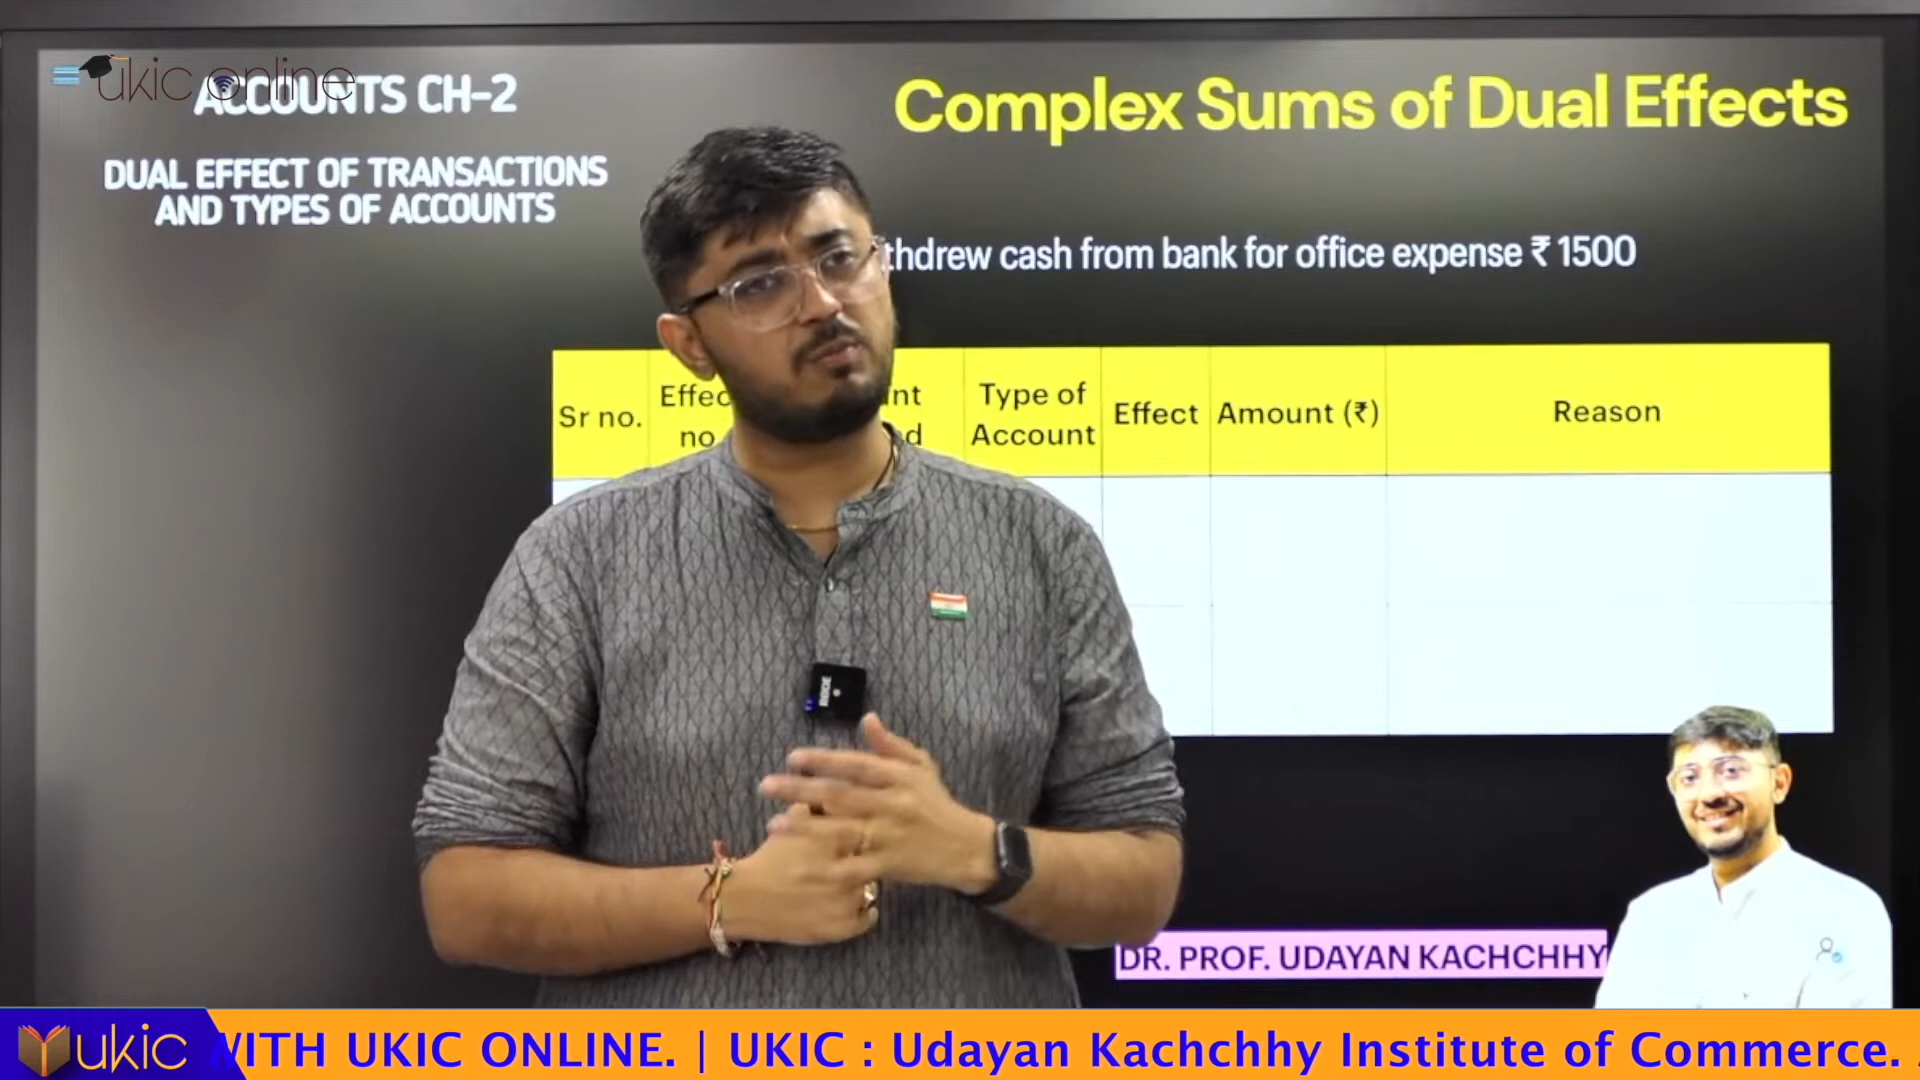 ukic online
ACCOUNTS CH-2
Complex Sums of Dual Effects
DUAL EFFECT OF TRANSACTIONS
AND TYPES OF ACCOUNTS
thdrew cash from bank for office expense ₹ 1500
Sr no.
Effec
no
nt
d
Type of
Account
Effect
Amount (₹)
Reason
RØDE
DR. PROF. UDAYAN KACHCHHY
ukic
WITH UKIC ONLINE. | UKIC : Udayan Kachchhy Institute of Commerce.